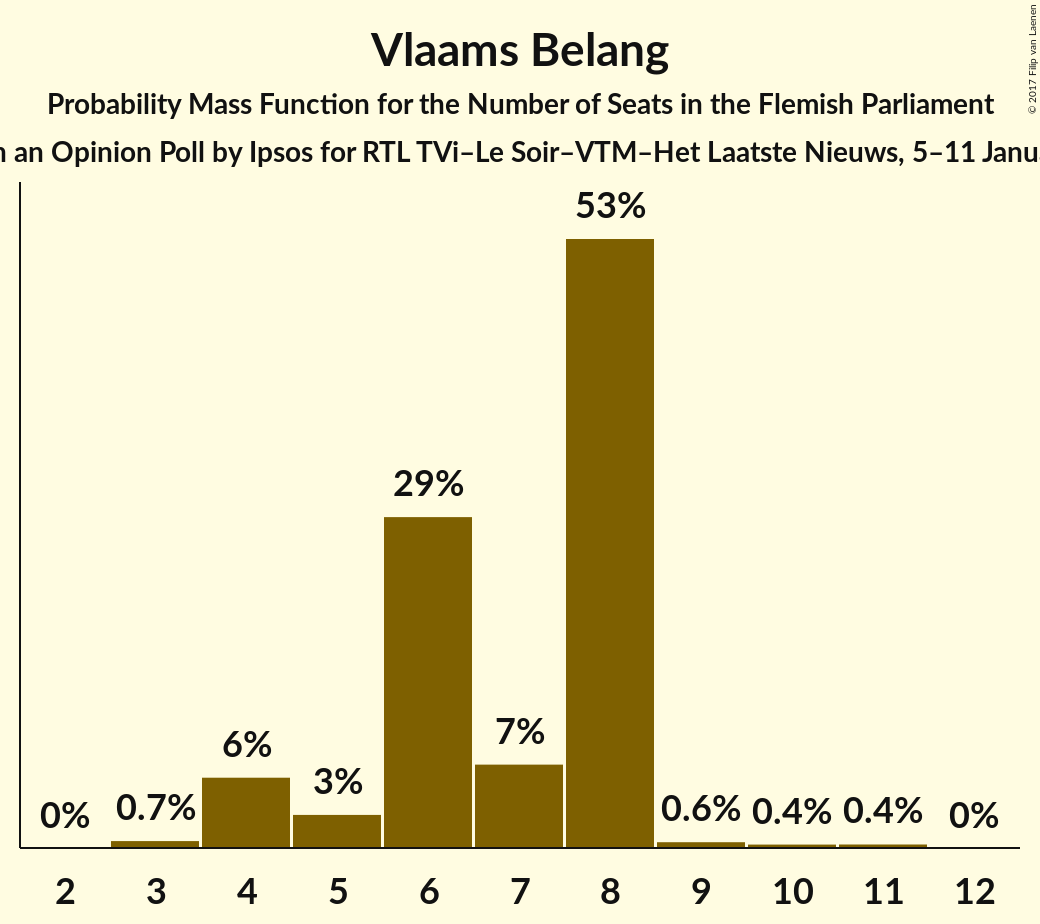 Vlaams Belang
Probability Mass Function for the Number of Seats in the Flemish Parliament
an Opinion Poll by Ipsos for RTL TVi–Le Soir–VTM–Het Laatste Nieuws, 5–11
© 2017 Filip van Laenen
53%
29%
7%
6%
3%
0% 0.7% 0.6% 0.4% 0.4% 0%
2 3 4 5 6 7 8 9 10 11 12